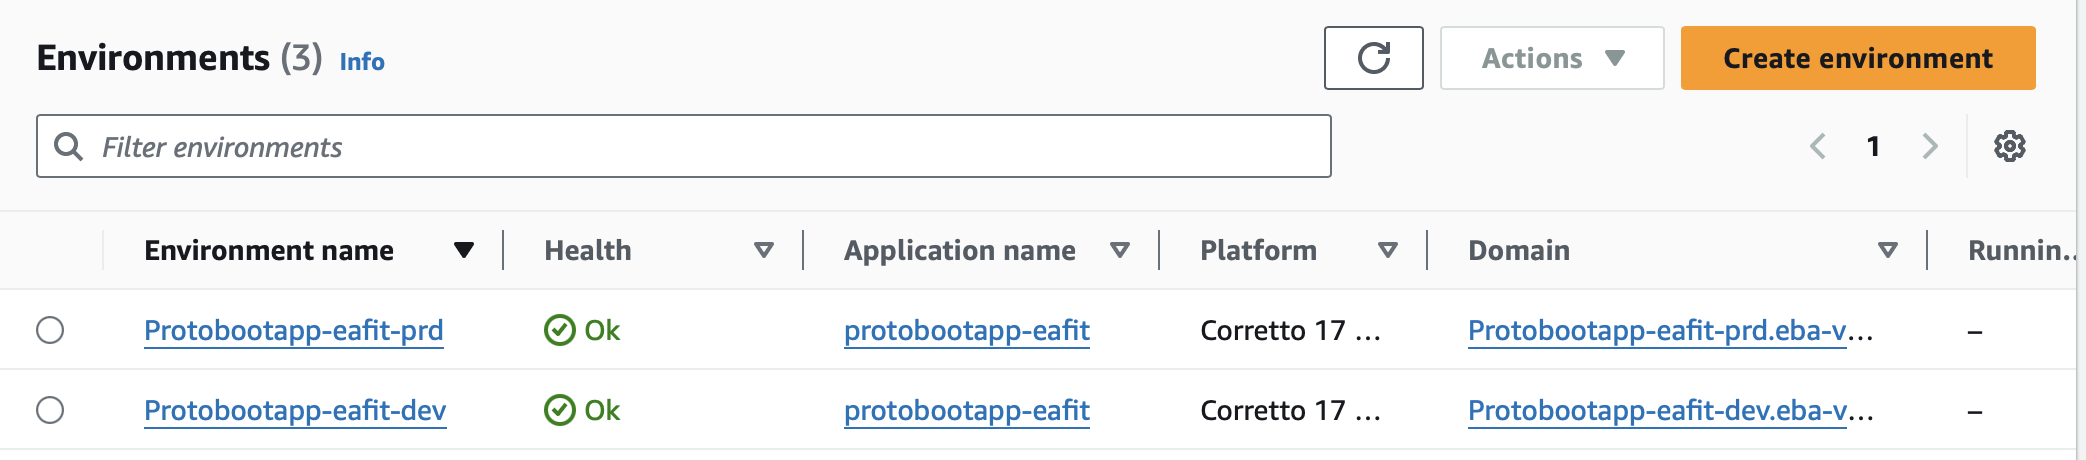 Environments (3) Info
Actions
Create environment
Filter environments
1
Environment name Health Application name Platform Domain Runnin..
Protobootapp-eafit-prd Ok protobootapp-eafit Corretto 17 ... Protobootapp-eafit-prd.eba-v... –
Protobootapp-eafit-dev Ok protobootapp-eafit Corretto 17 ... Protobootapp-eafit-dev.eba-v... –